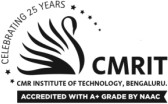 CELEBRATING 25 YEARS
CMRIT
CMR INSTITUTE OF TECHNOLOGY, BENGALURU.
ACCREDITED WITH A+ GRADE BY NAAC